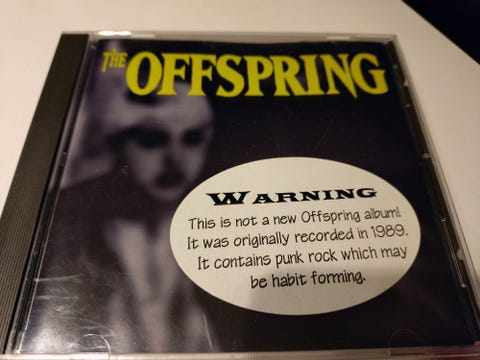 THE OFFSPRING
WARNING
This is not a new Offspring album!
It was originally recorded in 1989.
It contains punk rock which may
be habit forming.